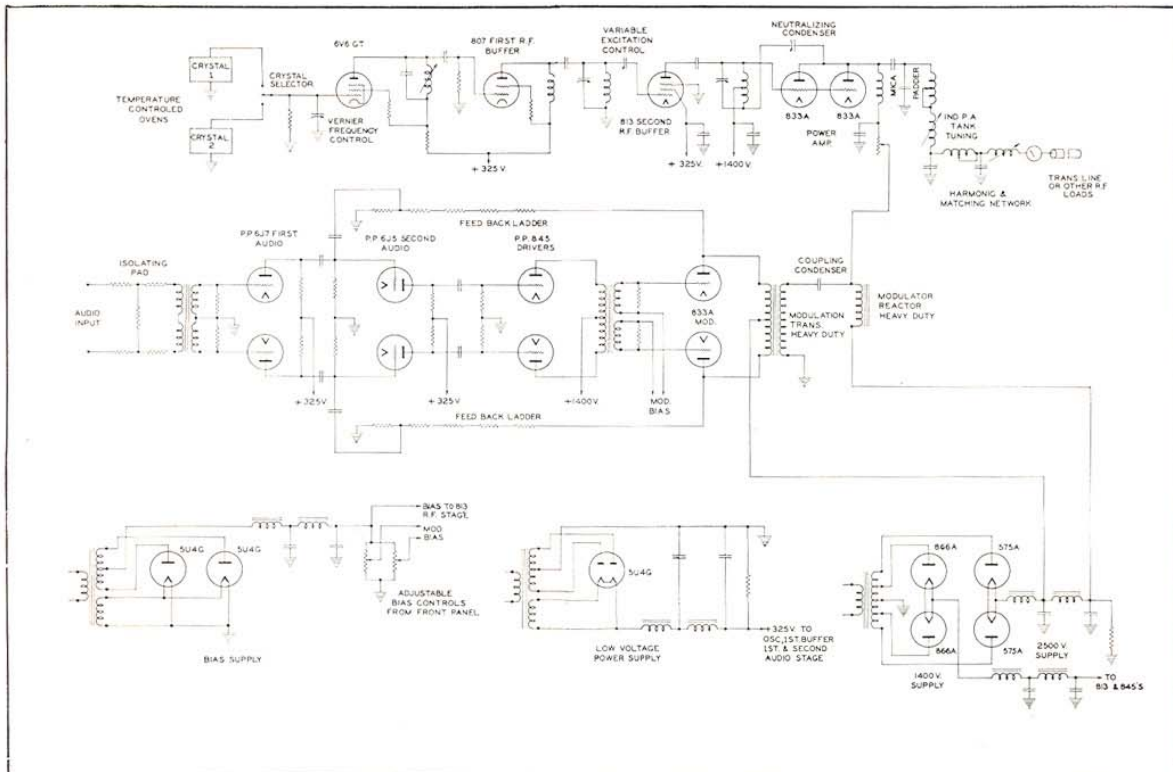 NEUTRALIZING
CONDENSER
VARIABLE
EXCITATION
CONTROL
807 FIRST R.F.
BUFFER
6V6 GT
CRYSTAL
1
CRYSTAL
SELECTOR
TEMPERATURE
CONTROLED
OVENS
CRYSTAL
2
VERNIER
FREQUENCY
CONTROL
+ 325V.
813 SECOND
R.F. BUFFER
+ 325V.
+1400V.
833A
833A
POWER
AMP.
MICA
PADDER
IND P.A.
TANK
TUNING
HARMONIC &
MATCHING NETWORK
TRANS. LINE
OR OTHER R.F.
LOADS
FEED BACK LADDER
P.P. 6J7 FIRST
AUDIO
P.P. 6J5 SECOND
AUDIO
P.P. 845
DRIVERS
ISOLATING
PAD
AUDIO
INPUT
833A
MOD.
COUPLING
CONDENSER
MODULATION
TRANS.
HEAVY DUTY
MODULATOR
REACTOR
HEAVY DUTY
+325V.
+325V.
+1400V.
MOD.
BIAS
FEED BACK LADDER
BIAS TO 813
R.F. STAGE
MOD.
BIAS
5U4G
5U4G
ADJUSTABLE
BIAS CONTROLS
FROM FRONT PANEL
BIAS SUPPLY
5U4G
LOW VOLTAGE
POWER SUPPLY
325V. TO
OSC, 1ST. BUFFER
1ST. & SECOND
AUDIO STAGE
866A
575A
866A
575A
2500 V.
SUPPLY
1400V.
SUPPLY
TO
813 & 845'S